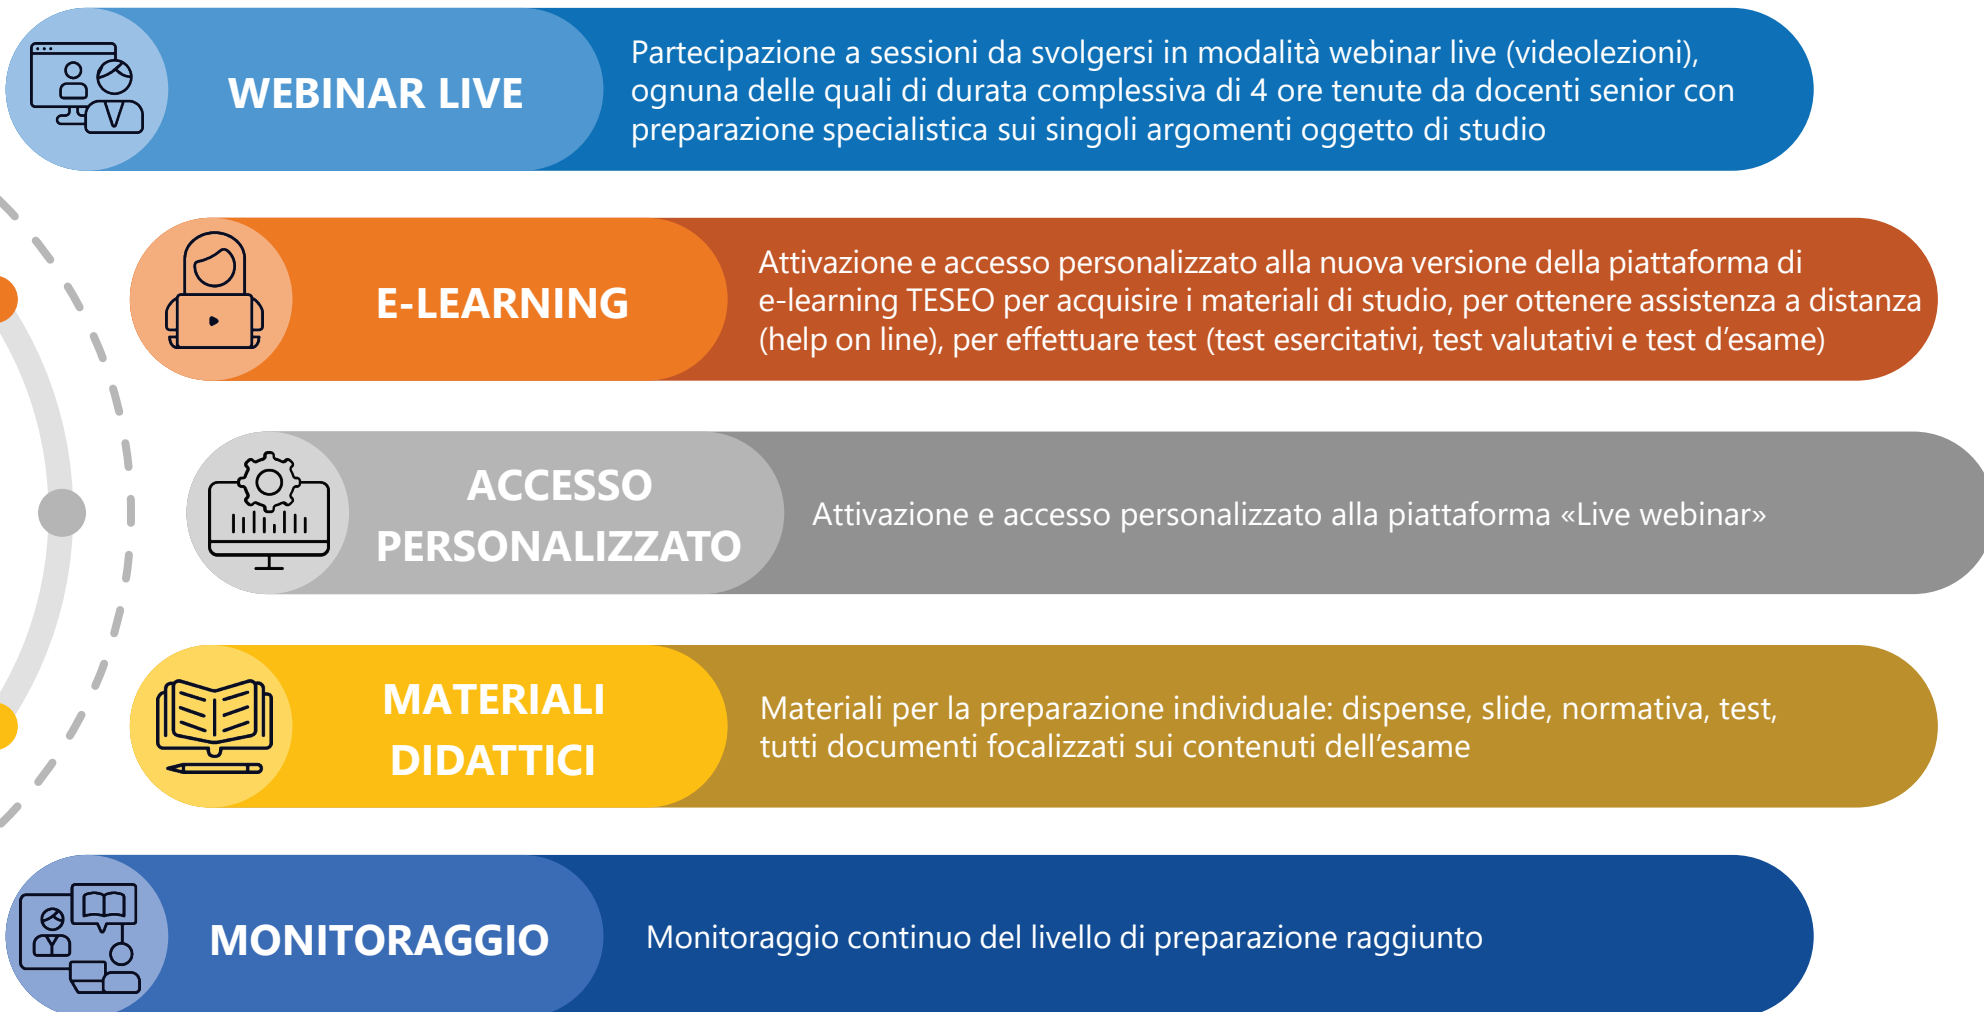 WEBINAR LIVE
Partecipazione a sessioni da svolgersi in modalità webinar live (videolezioni),
ognuna delle quali di durata complessiva di 4 ore tenute da docenti senior con
preparazione specialistica sui singoli argomenti oggetto di studio
E-LEARNING
Attivazione e accesso personalizzato alla nuova versione della piattaforma di
e-learning TESEO per acquisire i materiali di studio, per ottenere assistenza a distanza
(help on line), per effettuare test (test esercitativi, test valutativi e test d’esame)
ACCESSO
PERSONALIZZATO
Attivazione e accesso personalizzato alla piattaforma «Live webinar»
MATERIALI
DIDATTICI
Materiali per la preparazione individuale: dispense, slide, normativa, test,
tutti documenti focalizzati sui contenuti dell’esame
MONITORAGGIO
Monitoraggio continuo del livello di preparazione raggiunto